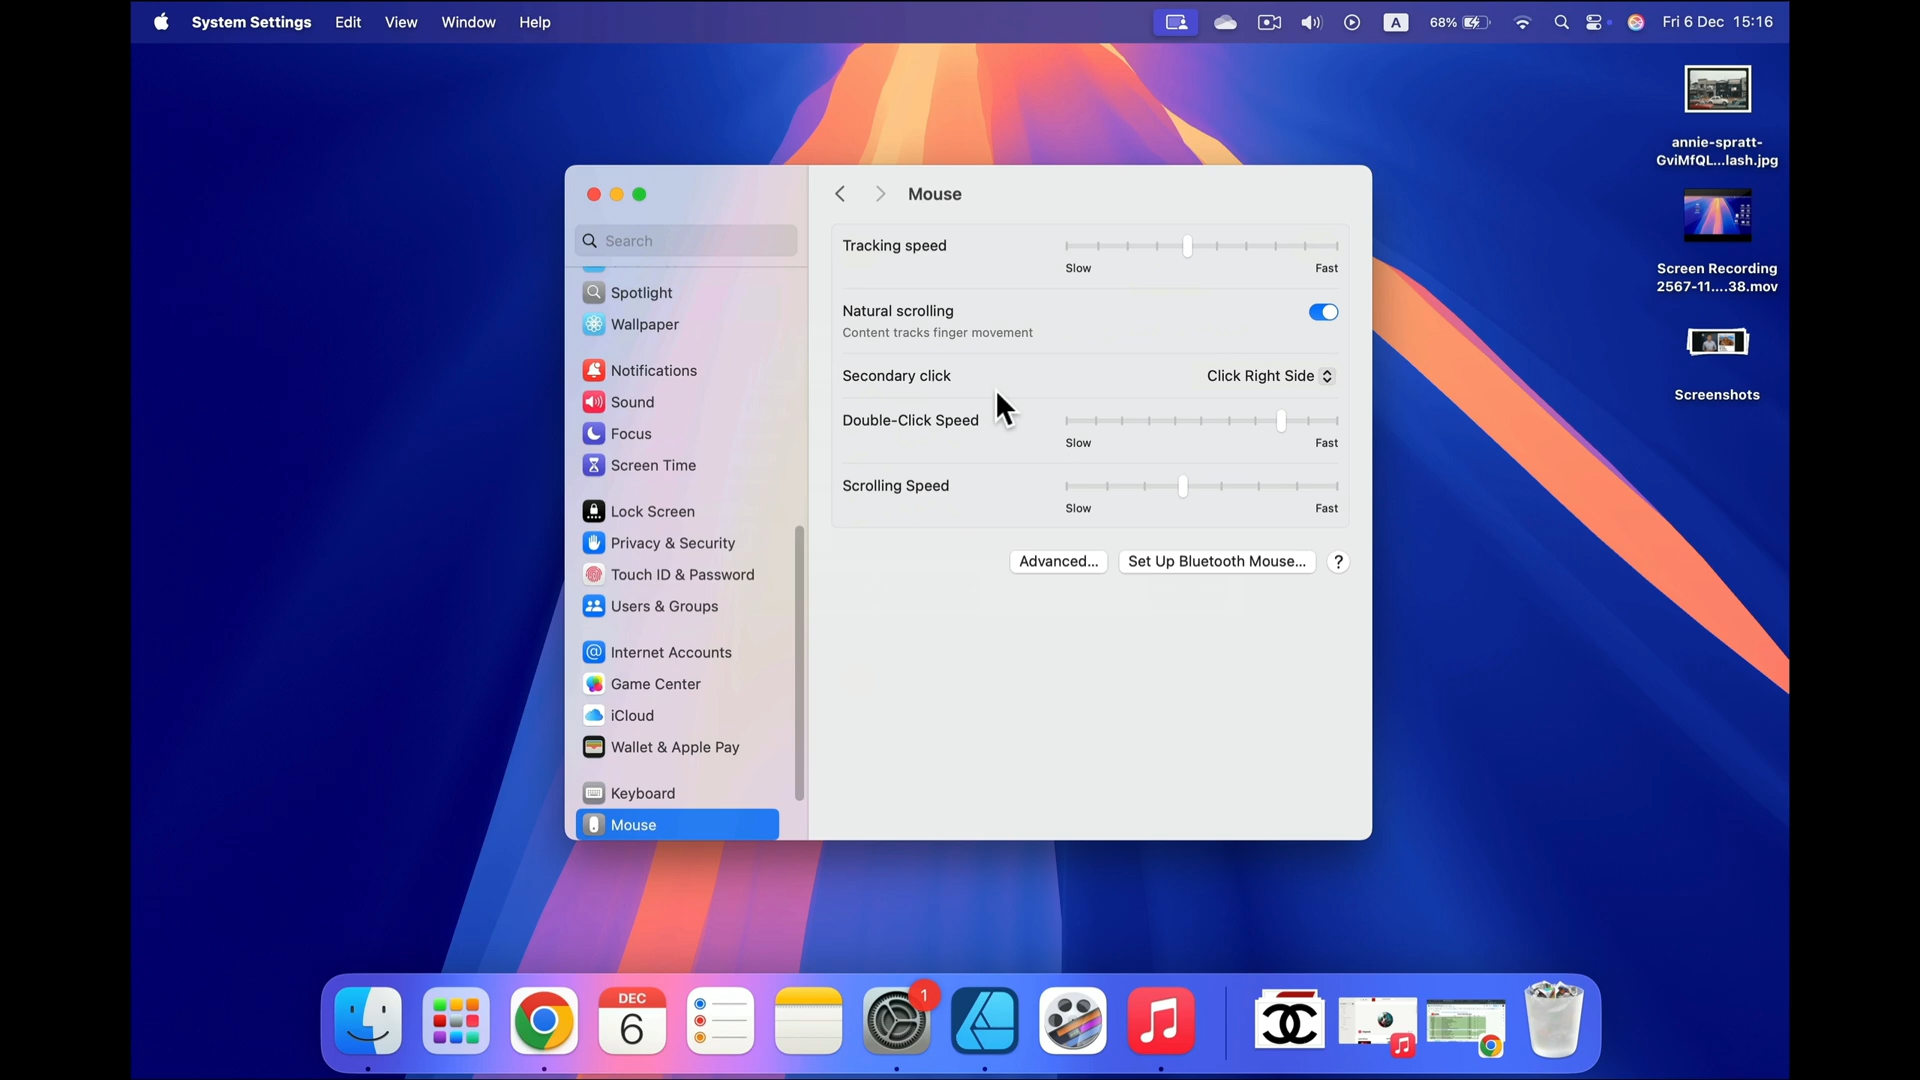 System Settings Edit View Window Help
A 68% Fri 6 Dec 15:16
annie-spratt-
GviMfQL...lash.jpg
Screen Recording
2567-11....38.mov
Screenshots
Search
Spotlight
Wallpaper
Notifications
Sound
Focus
Screen Time
Lock Screen
Privacy & Security
Touch ID & Password
Users & Groups
Internet Accounts
Game Center
iCloud
Wallet & Apple Pay
Keyboard
Mouse
Mouse
Tracking speed
Slow Fast
Natural scrolling
Content tracks finger movement
Secondary click Click Right Side
Double-Click Speed
Slow Fast
Scrolling Speed
Slow Fast
Advanced... Set Up Bluetooth Mouse... ?
DEC
6
1